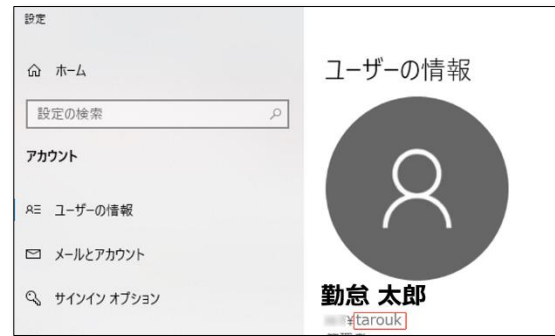 設定
ホーム
設定の検索
アカウント
ユーザーの情報
メールとアカウント
サインイン オプション
ユーザーの情報
勤怠 太郎
¥tarouk